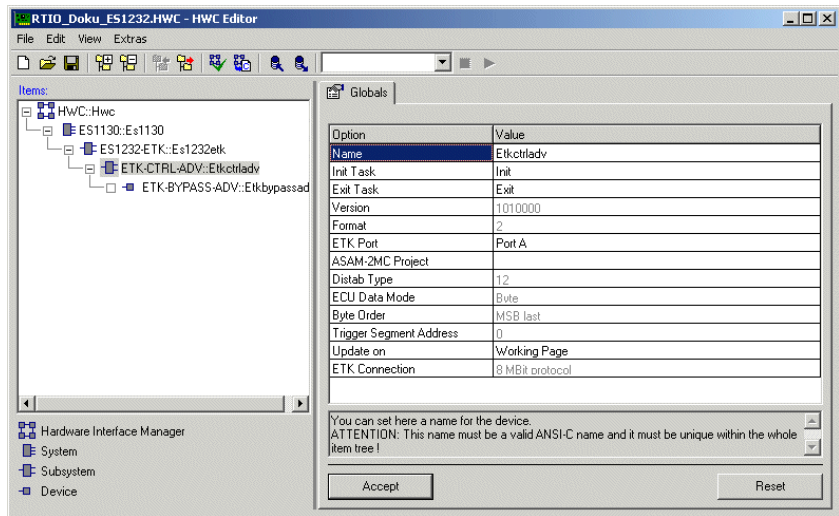 RTIO_Doku_ES1232.HWC - HWC Editor
File Edit View Extras
Items:
HWC::Hwc
ES1130::Es1130
ES1232-ETK::Es1232etk
ETK-CTRL-ADV::Etkctrladv
ETK-BYPASS-ADV::Etkbypassad
Hardware Interface Manager
System
Subsystem
Device
Globals
Option Value
Name Etkctrladv
Init Task Init
Exit Task Exit
Version 1010000
Format 2
ETK Port Port A
ASAM-2MC Project
Distab Type 12
ECU Data Mode Byte
Byte Order MSB last
Trigger Segment Address 0
Update on Working Page
ETK Connection 8 MBit protocol
You can set here a name for the device.
ATTENTION: This name must be a valid ANSI-C name and it must be unique within the whole
item tree !
Accept Reset